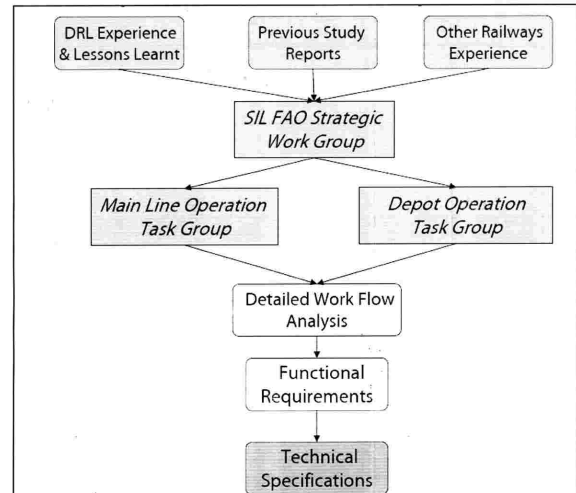 DRL Experience
& Lessons Learnt
Previous Study
Reports
Other Railways
Experience
SIL FAO Strategic
Work Group
Main Line Operation
Task Group
Depot Operation
Task Group
Detailed Work Flow
Analysis
Functional
Requirements
Technical
Specifications